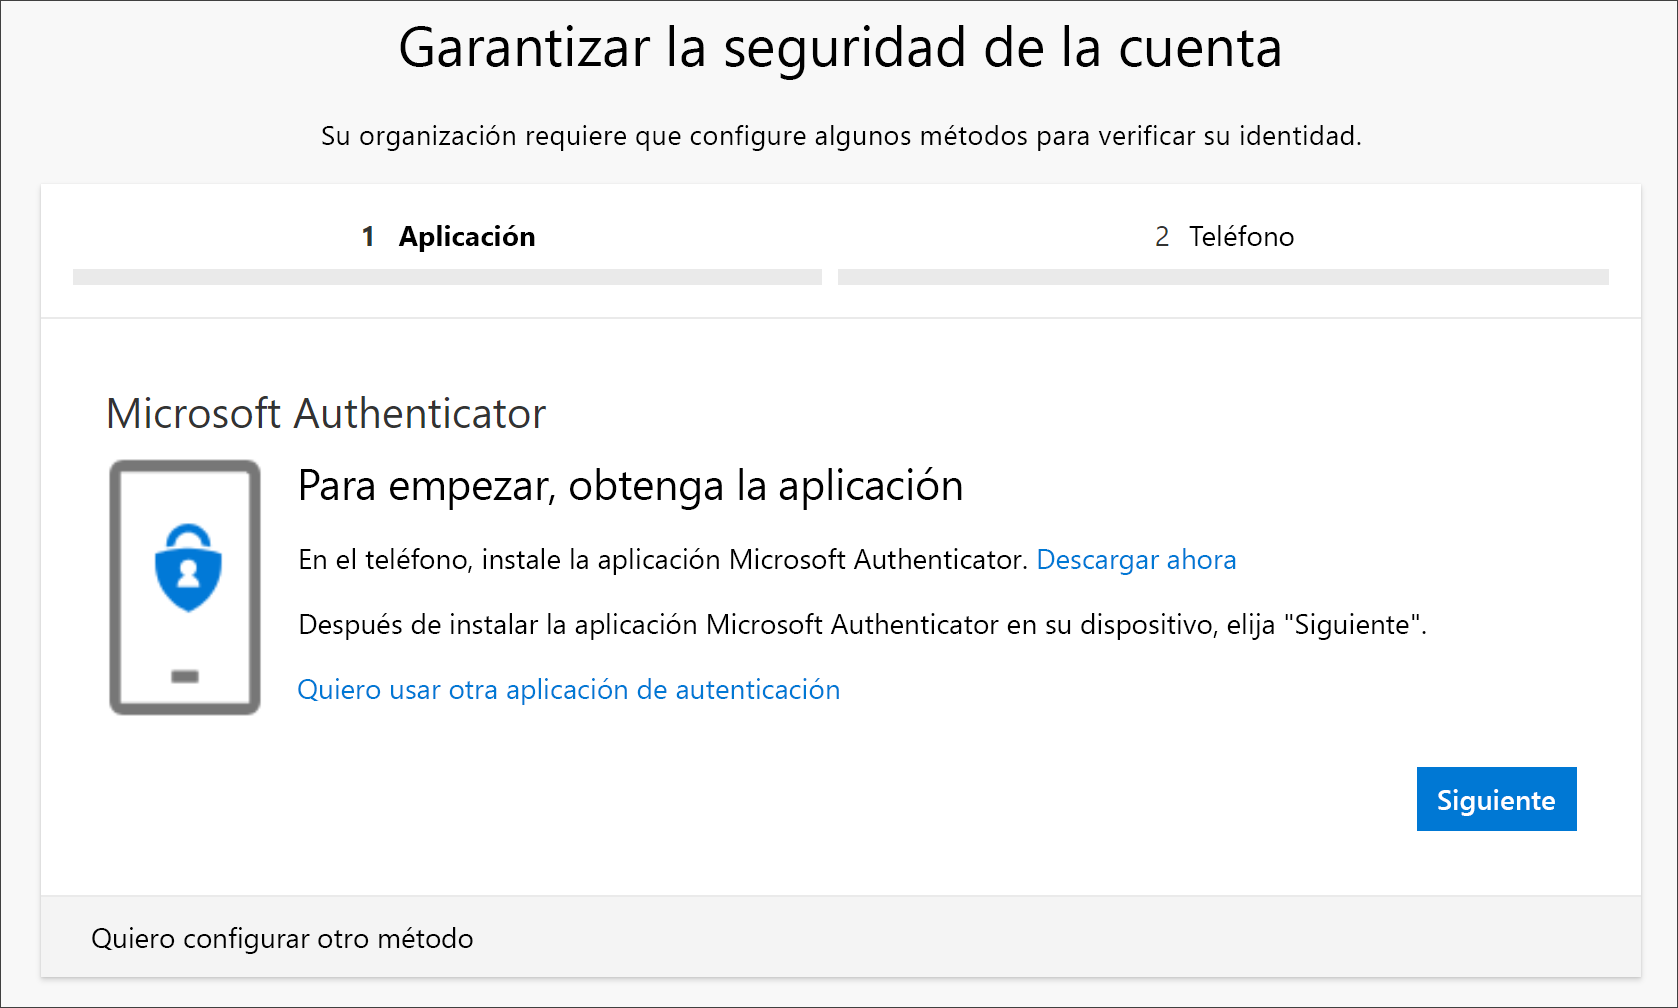 Garantizar la seguridad de la cuenta
Su organización requiere que configure algunos métodos para verificar su identidad.
1 Aplicación
2 Teléfono
Microsoft Authenticator
Para empezar, obtenga la aplicación
En el teléfono, instale la aplicación Microsoft Authenticator. Descargar ahora
Después de instalar la aplicación Microsoft Authenticator en su dispositivo, elija "Siguiente".
Quiero usar otra aplicación de autenticación
Siguiente
Quiero configurar otro método